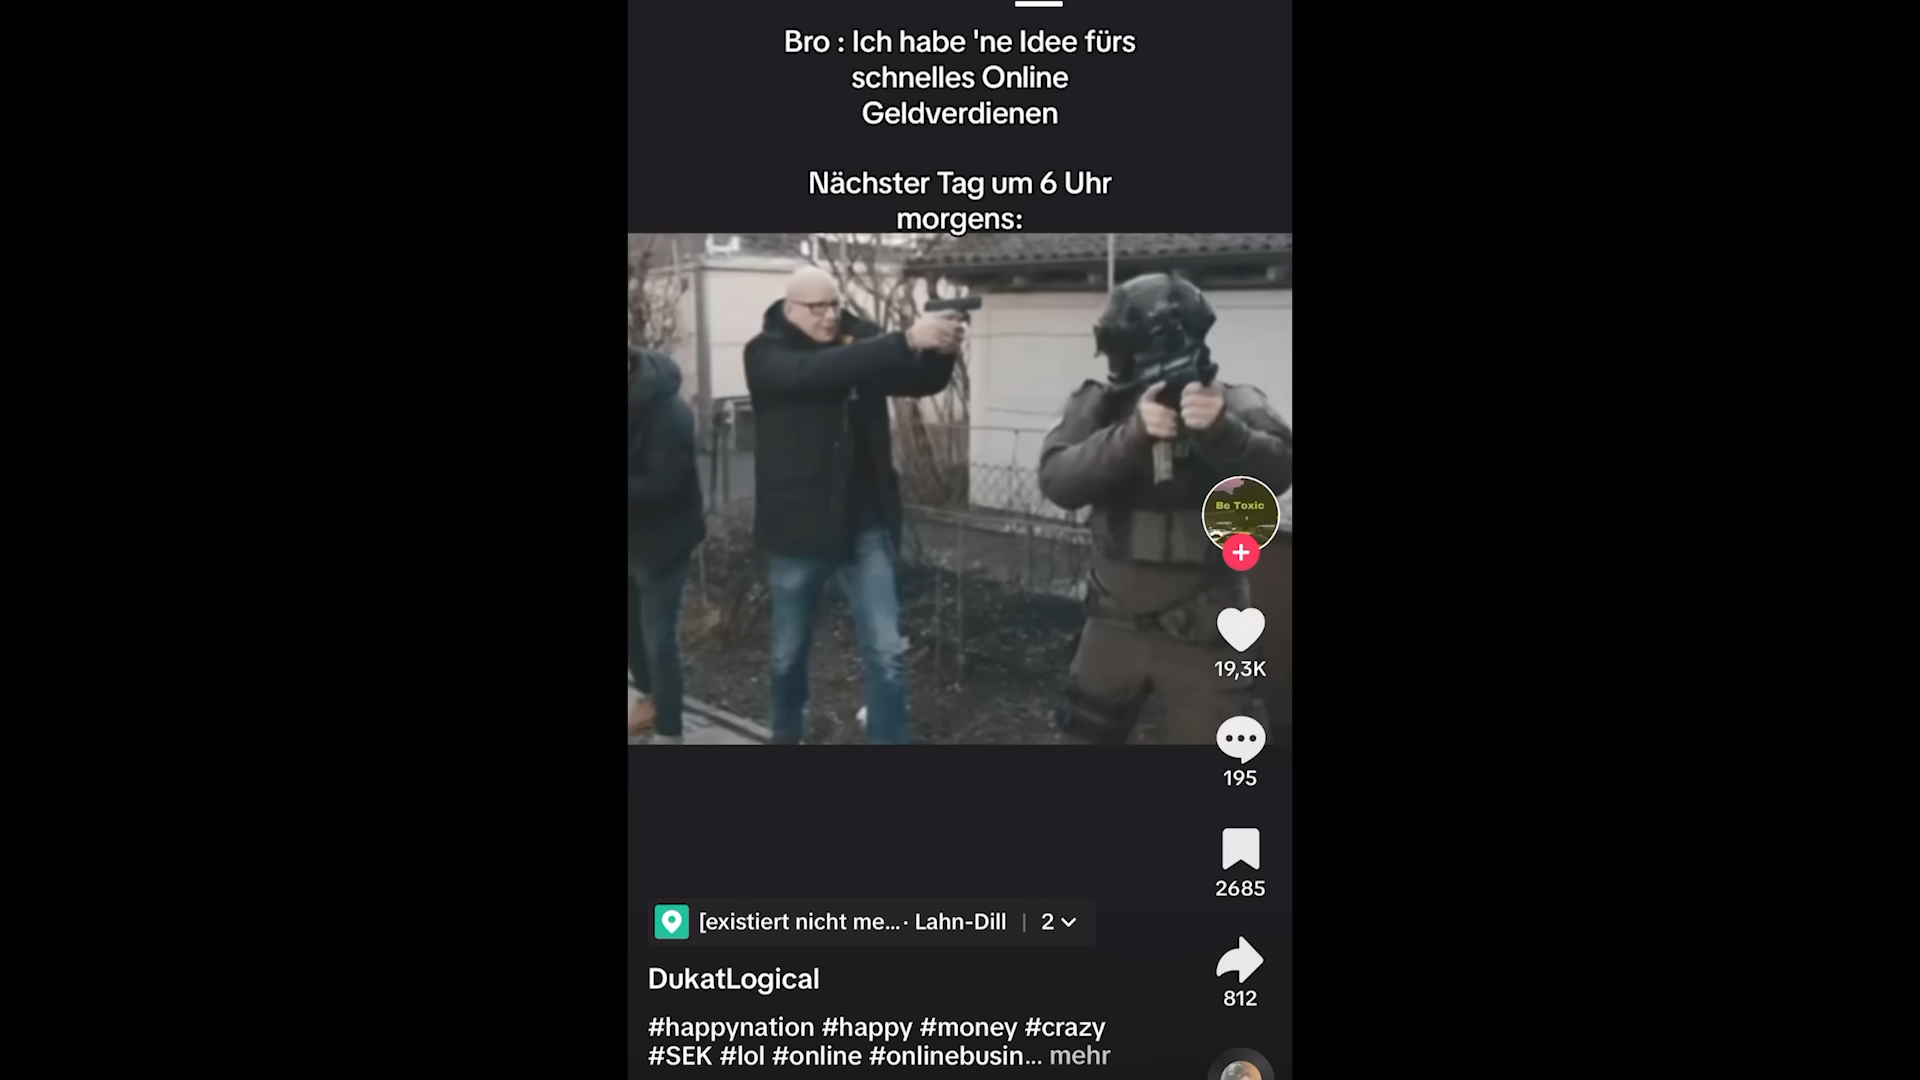 Bro : Ich habe 'ne Idee fürs
schnelles Online
Geldverdienen
Nächster Tag um 6 Uhr
morgens:
Be Toxic
19,3K
195
2685
812
[existiert nicht me... · Lahn-Dill | 2
DukatLogical
#happynation #happy #money #crazy
#SEK #lol #online #onlinebusin... mehr